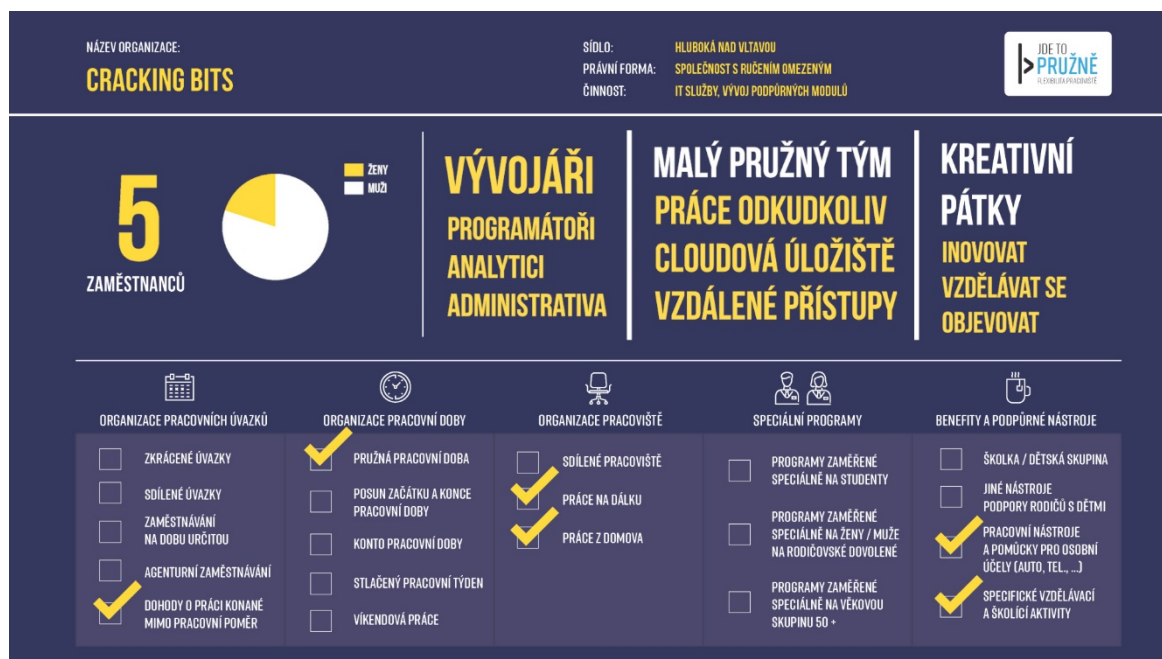 NÁZEV ORGANIZACE:
CRACKING BITS
SÍDLO: HLUBOKÁ NAD VLTAVOU
PRÁVNÍ FORMA: SPOLEČNOST S RUČENÍM OMEZENÝM
ČINNOST: IT SLUŽBY, VÝVOJ PODPŮRNÝCH MODULŮ
JDE TO
PRUŽNĚ
FLEXIBILITA PRACOVIŠTĚ
5
ZAMĚSTNANCŮ
ŽENY
MUŽI
VÝVOJÁŘI
PROGRAMÁTOŘI
ANALYTICI
ADMINISTRATIVA
MALÝ PRUŽNÝ TÝM
PRÁCE ODKUDKOLIV
CLOUDOVÁ ÚLOŽIŠTĚ
VZDÁLENÉ PŘÍSTUPY
KREATIVNÍ
PÁTKY
INOVOVAT
VZDĚLÁVAT SE
OBJEVOVAT
ORGANIZACE PRACOVNÍCH ÚVAZKŮ
ZKRÁCENÉ ÚVAZKY
SDÍLENÉ ÚVAZKY
ZAMĚSTNÁVÁNÍ
NA DOBU URČITOU
AGENTURNÍ ZAMĚSTNÁVÁNÍ
DOHODY O PRÁCI KONANÉ
MIMO PRACOVNÍ POMĚR
ORGANIZACE PRACOVNÍ DOBY
PRUŽNÁ PRACOVNÍ DOBA
POSUN ZAČÁTKU A KONCE
PRACOVNÍ DOBY
KONTO PRACOVNÍ DOBY
STLAČENÝ PRACOVNÍ TÝDEN
VÍKENDOVÁ PRÁCE
ORGANIZACE PRACOVIŠTĚ
SDÍLENÉ PRACOVIŠTĚ
PRÁCE NA DÁLKU
PRÁCE Z DOMOVA
SPECIÁLNÍ PROGRAMY
PROGRAMY ZAMĚŘENÉ
SPECIÁLNĚ NA STUDENTY
PROGRAMY ZAMĚŘENÉ
SPECIÁLNĚ NA ŽENY / MUŽE
NA RODIČOVSKÉ DOVOLENÉ
PROGRAMY ZAMĚŘENÉ
SPECIÁLNĚ NA VĚKOVOU
SKUPINU 50 +
BENEFITY A PODPŮRNÉ NÁSTROJE
ŠKOLKA / DĚTSKÁ SKUPINA
JINÉ NÁSTROJE
PODPORY RODIČŮ S DĚTMI
PRACOVNÍ NÁSTROJE
A POMŮCKY PRO OSOBNÍ
ÚČELY (AUTO, TEL., ...)
SPECIFICKÉ VZDĚLÁVACÍ
A ŠKOLÍCÍ AKTIVITY